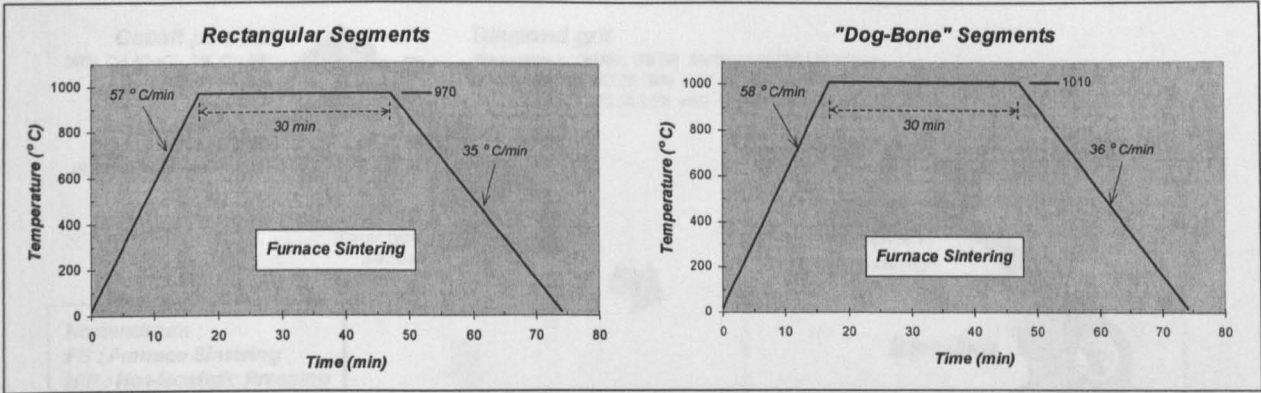 Rectangular Segments
Temperature (° C)
1000
800
600
400
200
0
57 ° C/min
970
30 min
35 ° C/min
Furnace Sintering
0 10 20 30 40 50 60 70 80
Time (min)
"Dog-Bone" Segments
Temperature (° C)
1000
800
600
400
200
0
58 ° C/min
1010
30 min
36 ° C/min
Furnace Sintering
0 10 20 30 40 50 60 70 80
Time (min)